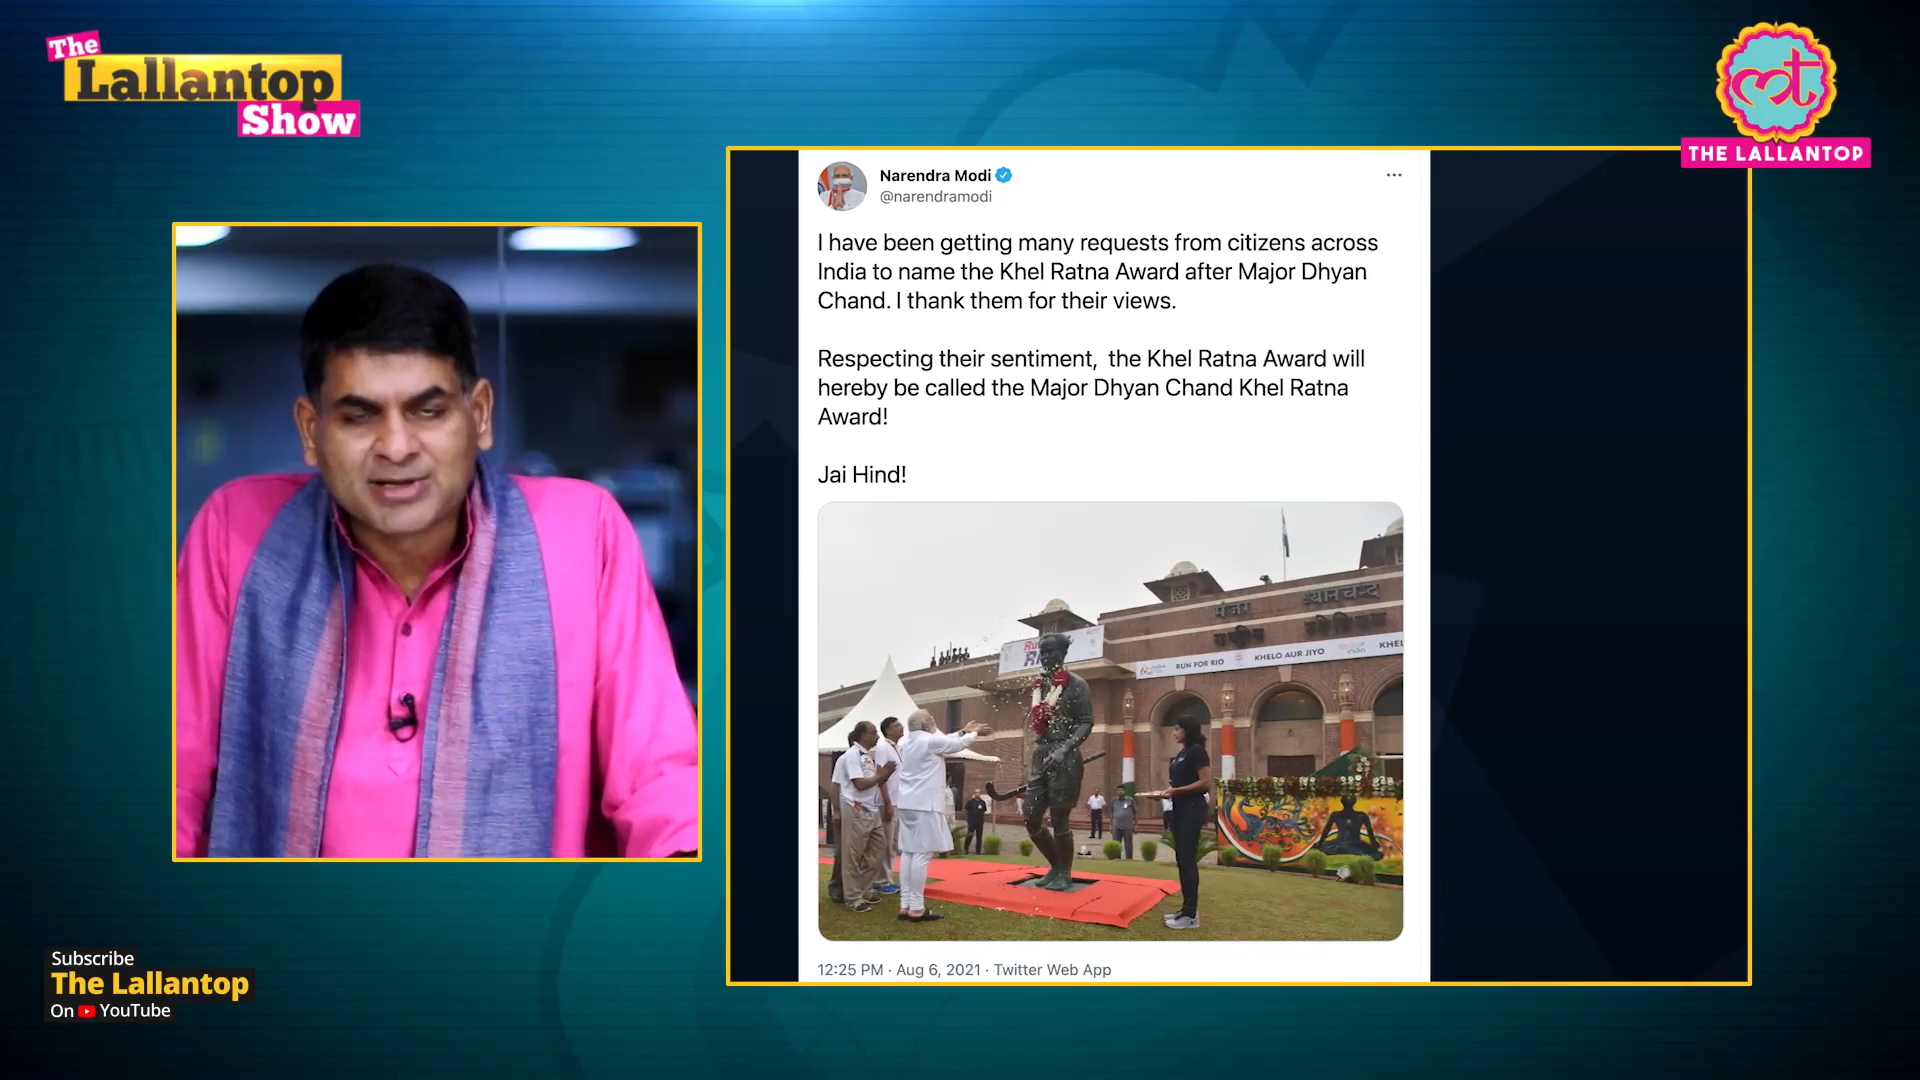 The
Lallantop
Show
THE LALLANTOP
Narendra Modi
@narendramodi
I have been getting many requests from citizens across
India to name the Khel Ratna Award after Major Dhyan
Chand. I thank them for their views.
Respecting their sentiment, the Khel Ratna Award will
hereby be called the Major Dhyan Chand Khel Ratna
Award!
Jai Hind!
ध्यानचन्द
RUN FOR RIO
KHELO AUR JIYO
12:25 PM · Aug 6, 2021 · Twitter Web App
Subscribe
The Lallantop
On YouTube